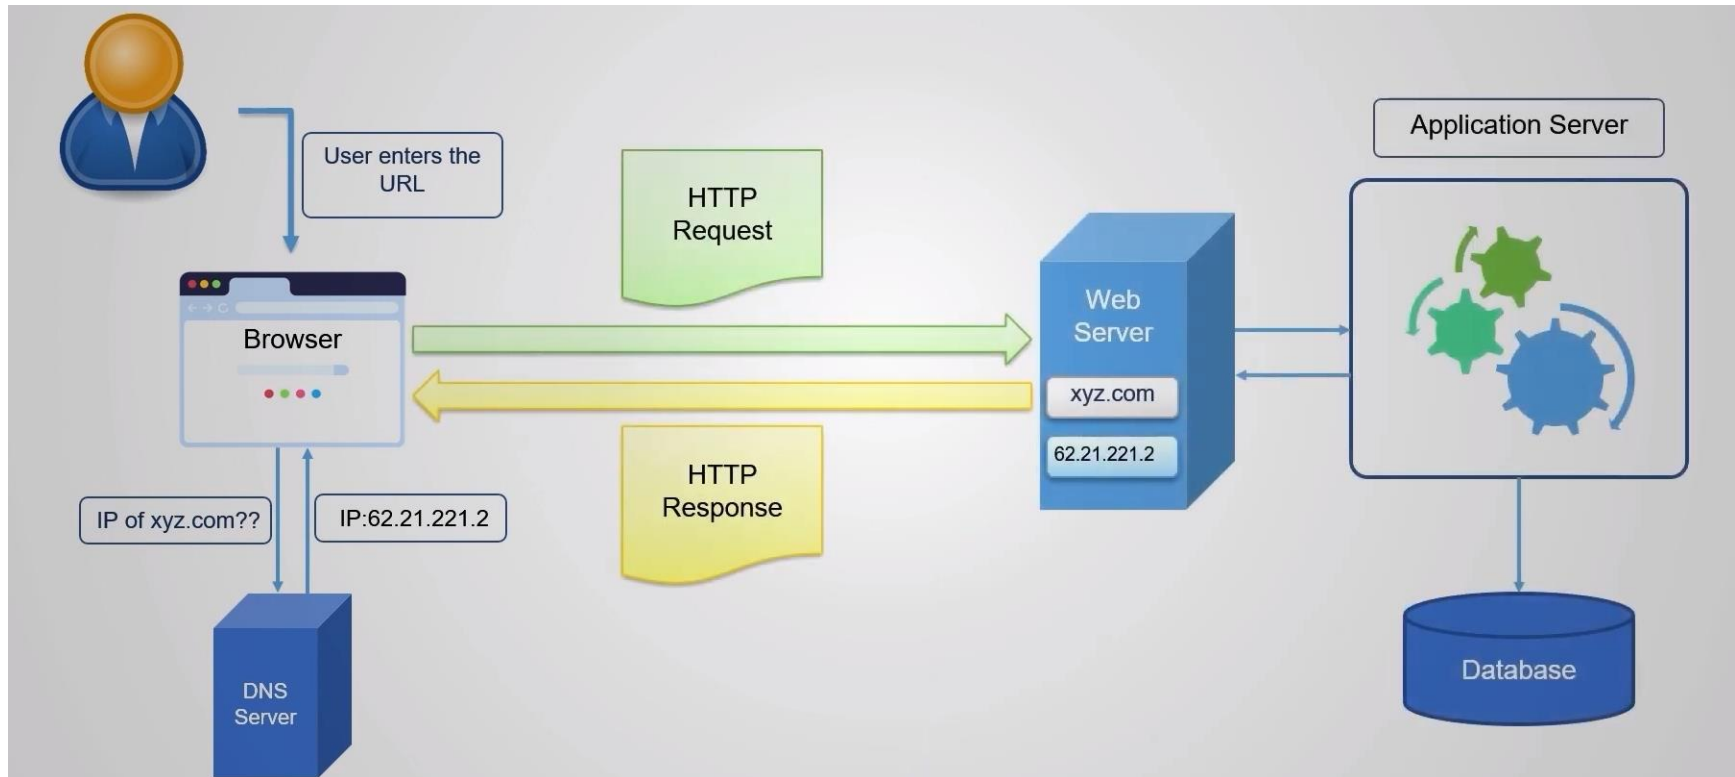 User enters the
URL
HTTP
Request
Application Server
Browser
Web
Server
xyz.com
62.21.221.2
HTTP
Response
IP of xyz.com??
IP:62.21.221.2
DNS
Server
Database